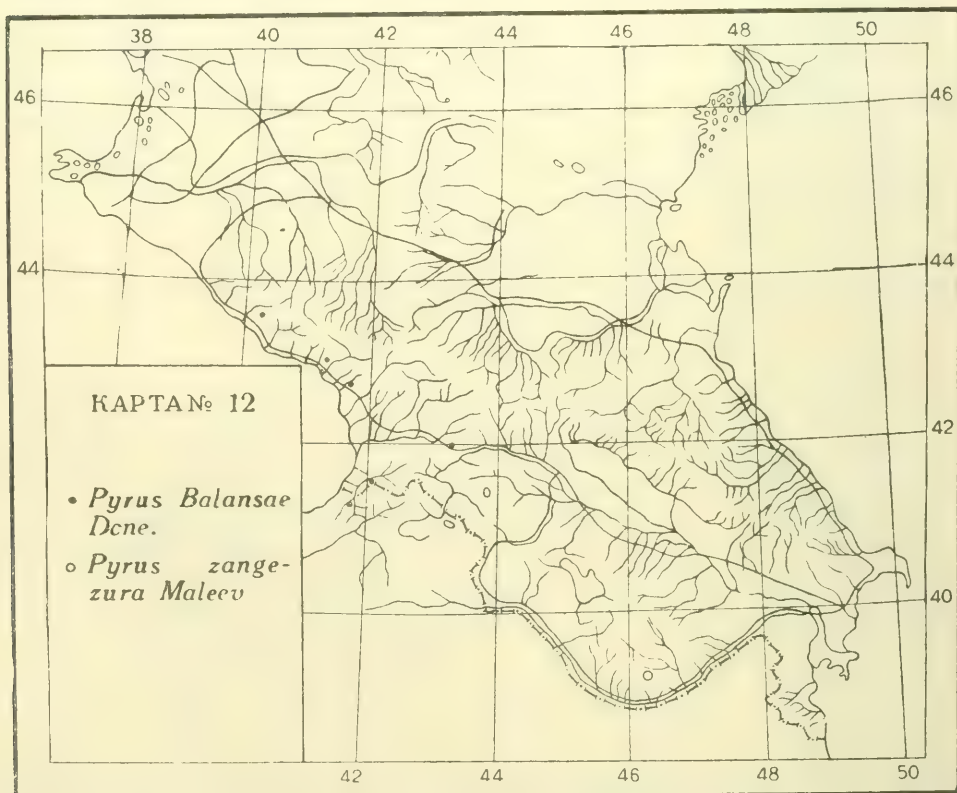 38 40 42 44 46 48 50
46 46
44 44
КАРТА № 12
42
• Pyrus Balansae
Dcne.
○ Pyrus zange-
zura Maleev
40
42 44 46 48 50